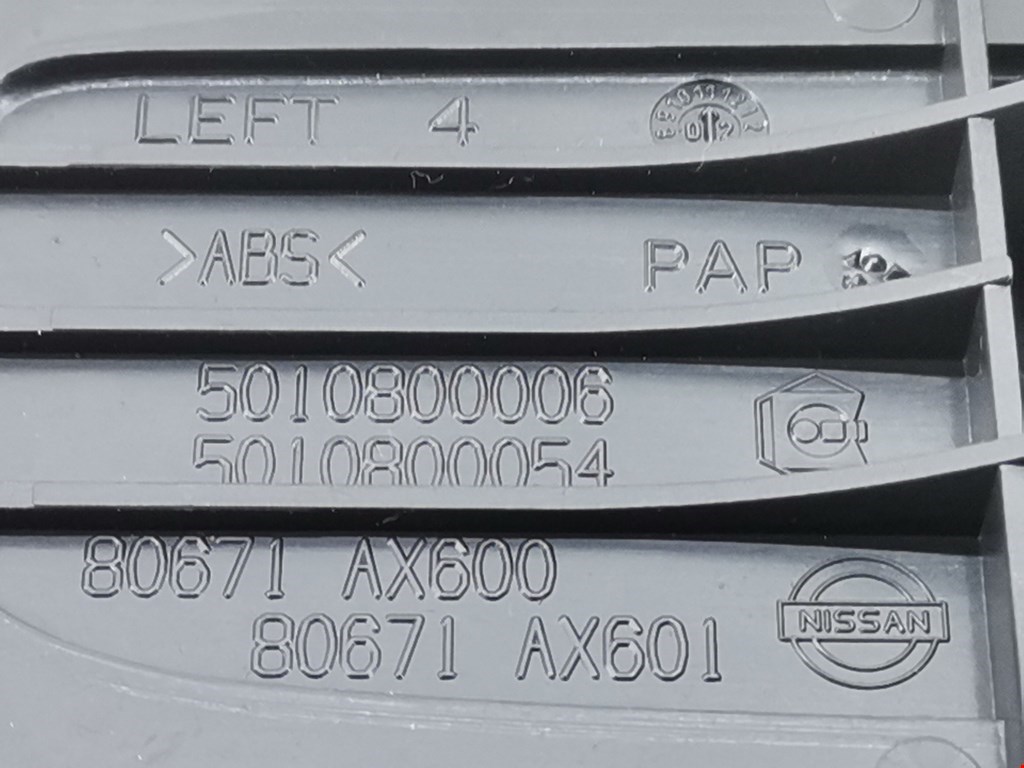 LEFT 4
>ABS< PAP
5010800006
5010800054
80671 AX600
80671 AX601
NISSAN